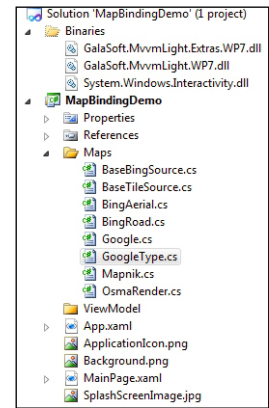 Solution 'MapBindingDemo' (1 project)
Binaries
GalaSoft.MvvmLight.Extras.WP7.dll
GalaSoft.MvvmLight.WP7.dll
System.Windows.Interactivity.dll
MapBindingDemo
Properties
References
Maps
BaseBingSource.cs
BaseTileSource.cs
BingAerial.cs
BingRoad.cs
Google.cs
GoogleType.cs
Mapnik.cs
OsmaRender.cs
ViewModel
App.xaml
ApplicationIcon.png
Background.png
MainPage.xaml
SplashScreenImage.jpg